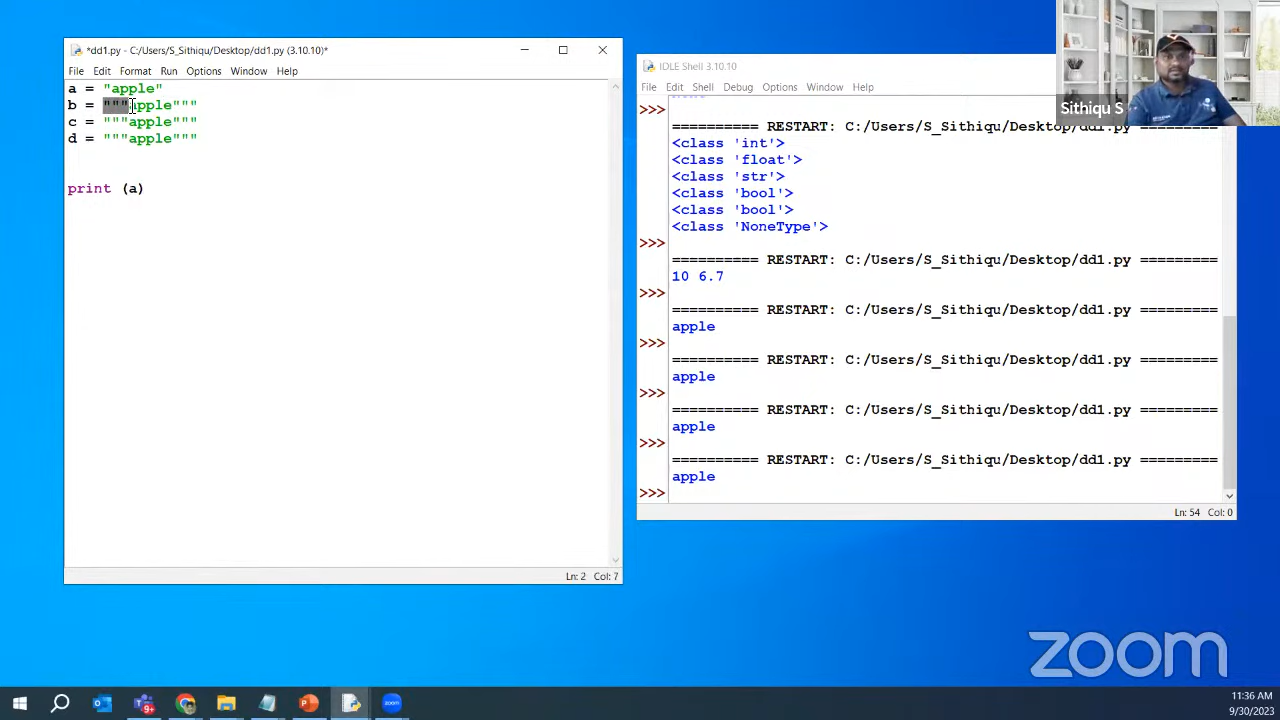 *dd1.py - C:/Users/S_Sithiqu/Desktop/dd1.py (3.10.10)*
File Edit Format Run Options Window Help
a = "apple"
b = """apple"""
c = """apple"""
d = """apple"""
print (a)
Ln: 2 Col: 7
IDLE Shell 3.10.10
File Edit Shell Debug Options Window Help
>>>
========== RESTART: C:/Users/S_Sithiqu/Desktop/dd1.py =========
<class 'int'>
<class 'float'>
<class 'str'>
<class 'bool'>
<class 'bool'>
<class 'NoneType'>
>>>
========== RESTART: C:/Users/S_Sithiqu/Desktop/dd1.py =========
10 6.7
>>>
========== RESTART: C:/Users/S_Sithiqu/Desktop/dd1.py =========
apple
>>>
========== RESTART: C:/Users/S_Sithiqu/Desktop/dd1.py =========
apple
>>>
========== RESTART: C:/Users/S_Sithiqu/Desktop/dd1.py =========
apple
>>>
========== RESTART: C:/Users/S_Sithiqu/Desktop/dd1.py =========
apple
>>>
Ln: 54 Col: 0
Sithiqu S
zoom
11:36 AM
9/30/2023